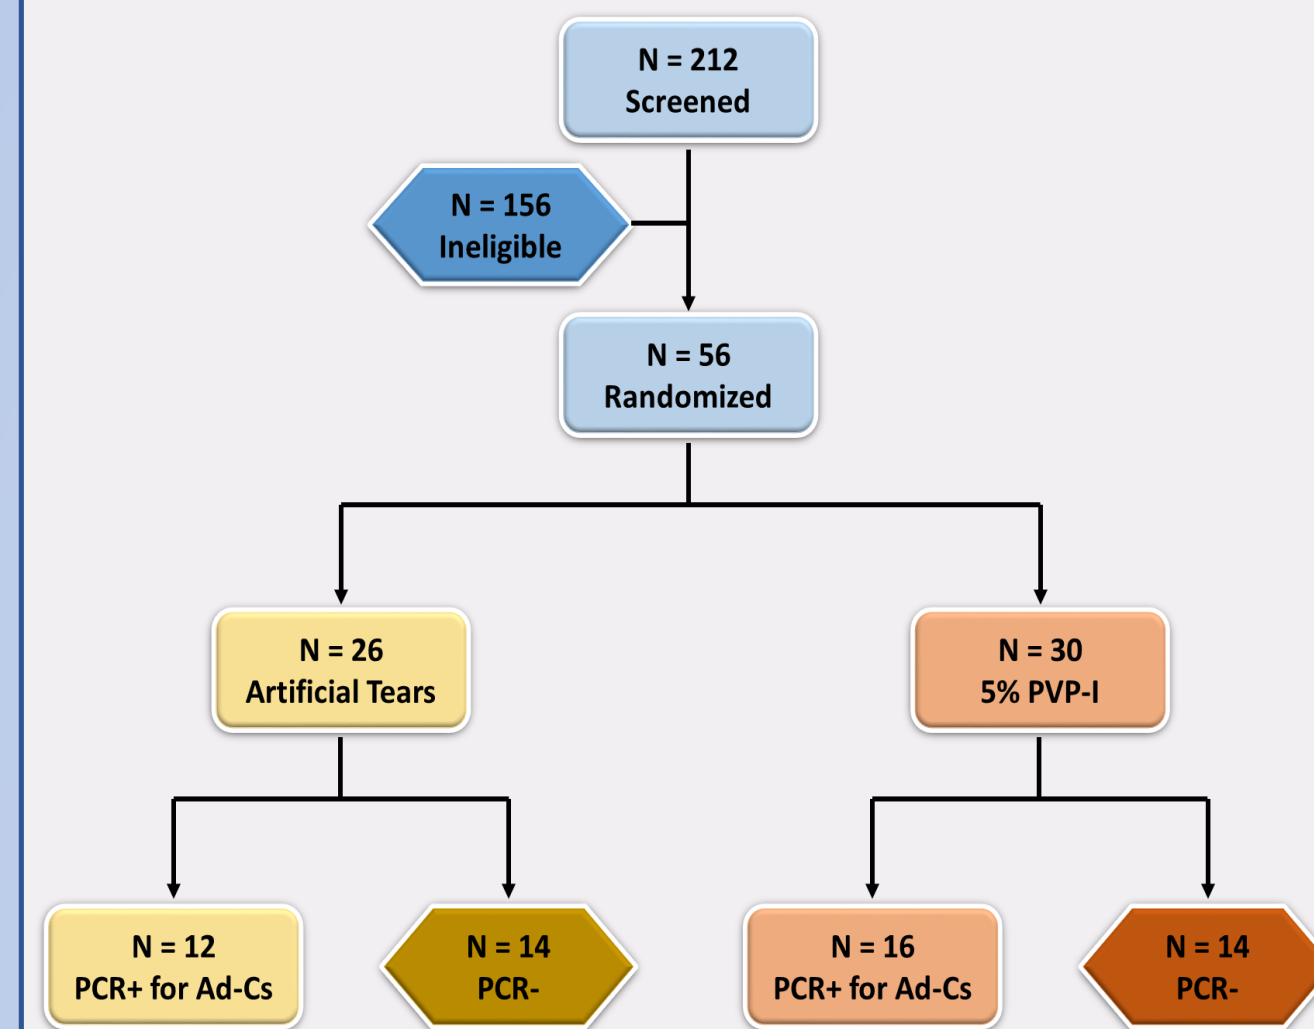 N = 212
Screened
N = 156
Ineligible
N = 56
Randomized
N = 26
Artificial Tears
N = 30
5% PVP-I
N = 12
PCR+ for Ad-Cs
N = 14
PCR-
N = 16
PCR+ for Ad-Cs
N = 14
PCR-